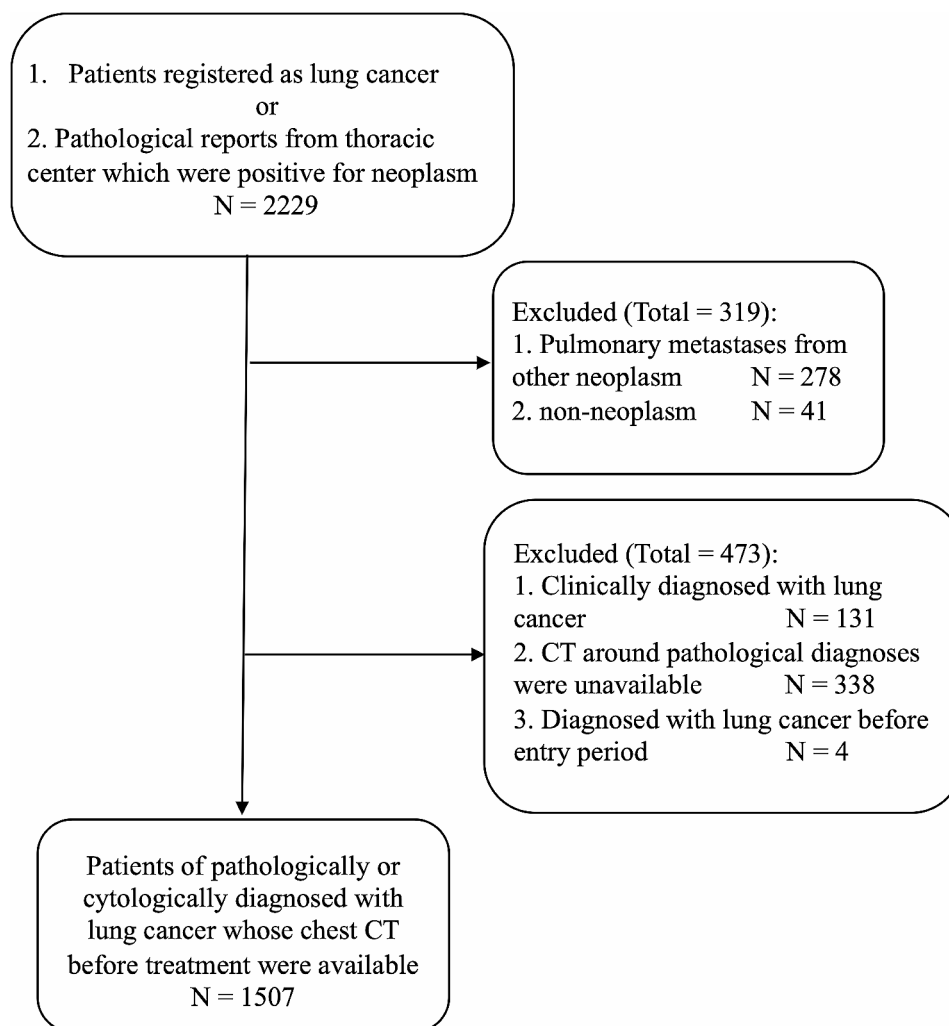 1. Patients registered as lung cancer
or
2. Pathological reports from thoracic
center which were positive for neoplasm
N = 2229
Excluded (Total = 319):
1. Pulmonary metastases from
other neoplasm N = 278
2. non-neoplasm N = 41
Excluded (Total = 473):
1. Clinically diagnosed with lung
cancer N = 131
2. CT around pathological diagnoses
were unavailable N = 338
3. Diagnosed with lung cancer before
entry period N = 4
Patients of pathologically or
cytologically diagnosed with
lung cancer whose chest CT
before treatment were available
N = 1507